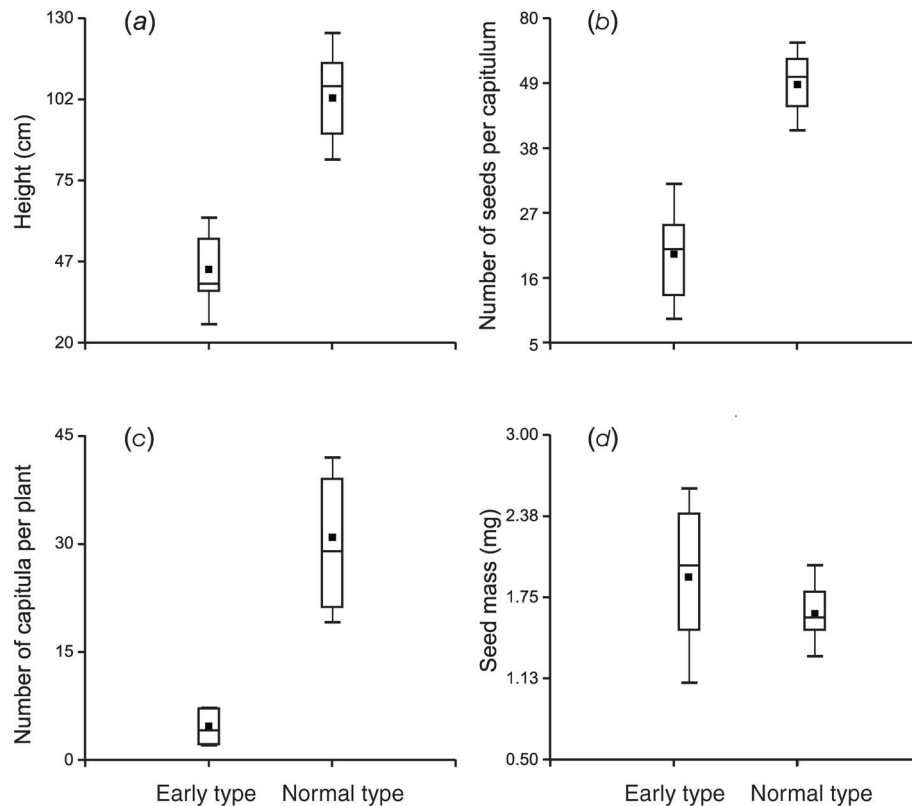 (a)
130
102
75
47
20
Height (cm)
(b)
80
49
38
27
16
5
Number of seeds per capitulum
(c)
45
30
15
0
Number of capitula per plant
Early type Normal type
(d)
3.00
2.38
1.75
1.13
0.50
Seed mass (mg)
Early type Normal type